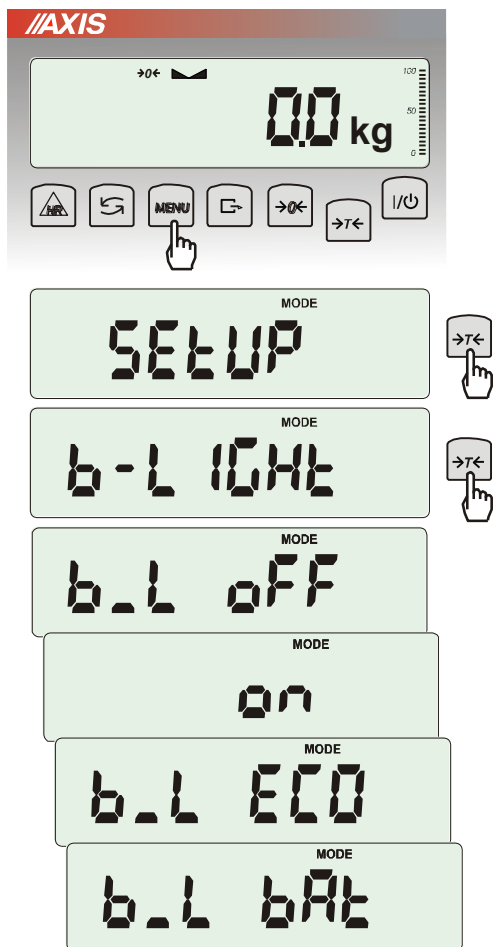 //AXIS
→0←
0.0 kg
100
50
0
HR MENU →0← →T← I/⏻
MODE
SEtUP
→T←
MODE
b-LIGHt
→T←
MODE
b_L oFF
MODE
on
MODE
b_L ECO
MODE
b_L bAt